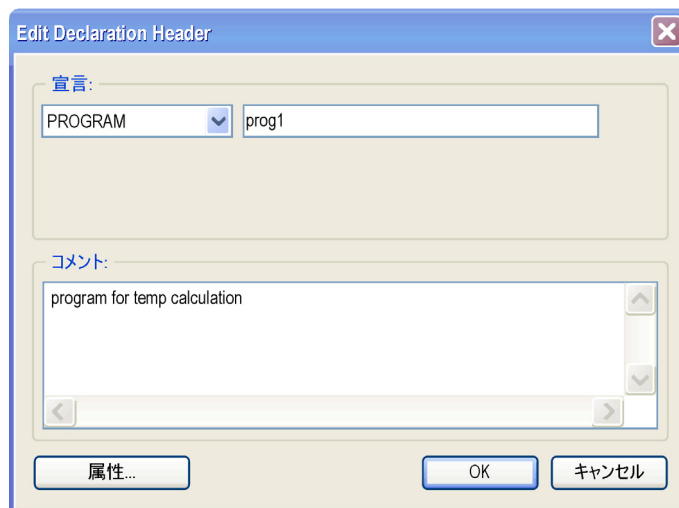 Edit Declaration Header
宣言:
PROGRAM prog1
コメント:
program for temp calculation
属性... OK キャンセル